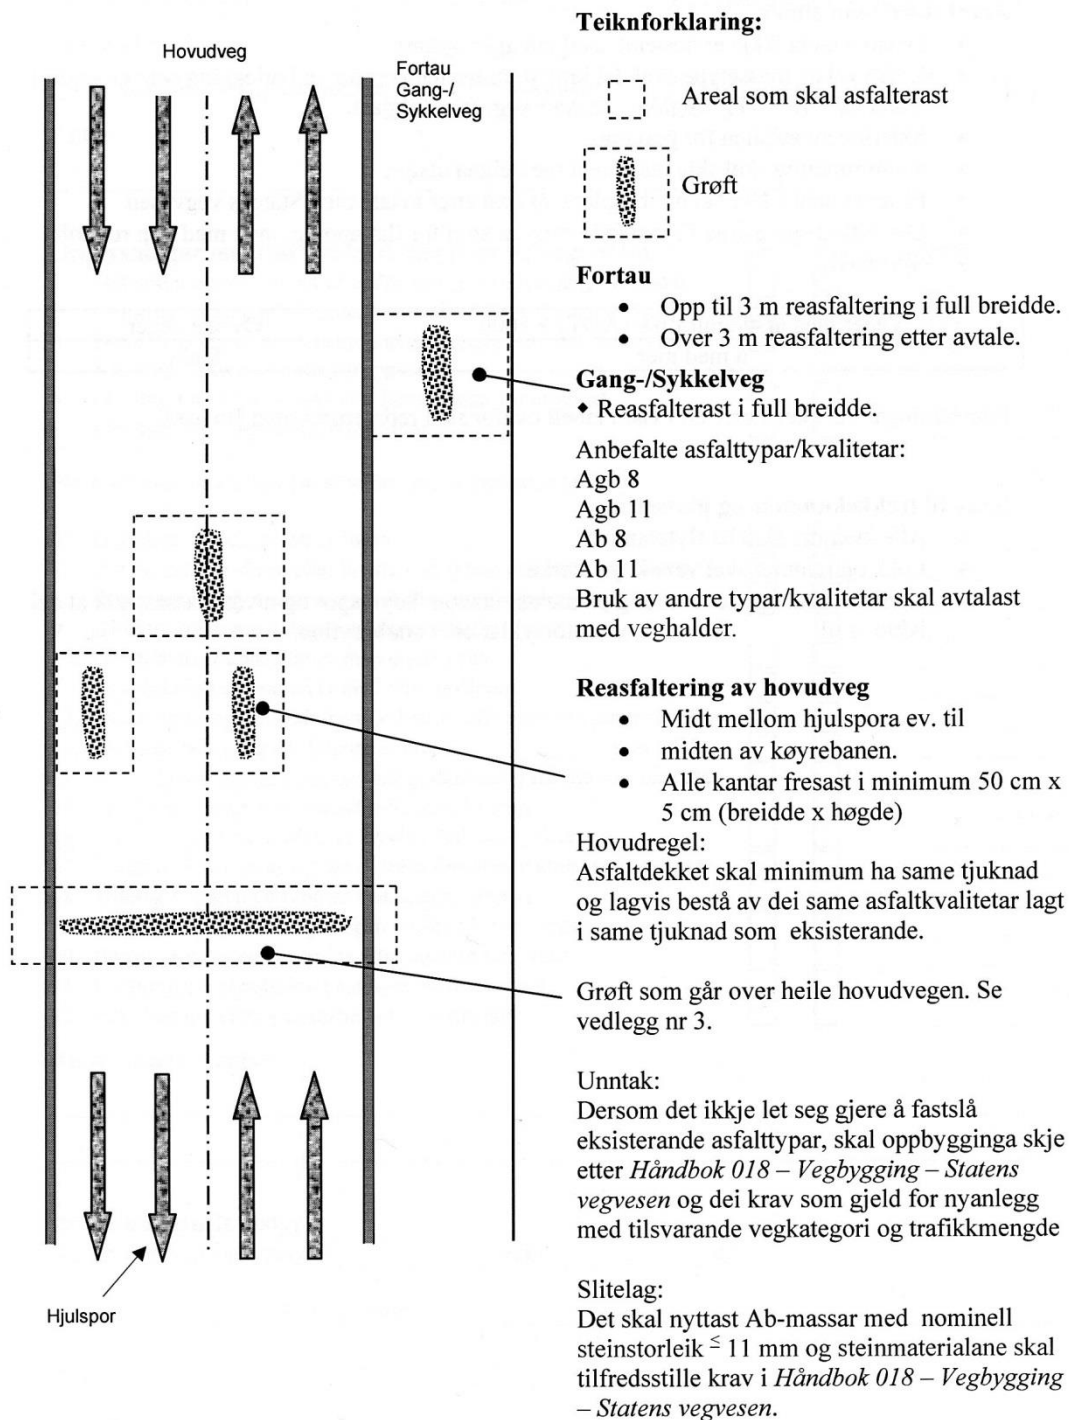 Teiknforklaring:
Hovudveg
Fortau
Gang-/
Sykkelveg
Areal som skal asfalterast
Grøft
Fortau
• Opp til 3 m reasfaltering i full breidde.
• Over 3 m reasfaltering etter avtale.
Gang-/Sykkelveg
◆ Reasfalterast i full breidde.
Anbefalte asfalttypar/kvalitetar:
Agb 8
Agb 11
Ab 8
Ab 11
Bruk av andre typar/kvalitetar skal avtalast
med veghalder.
Reasfaltering av hovudveg
• Midt mellom hjulspora ev. til
• midten av køyrebanen.
• Alle kantar fresast i minimum 50 cm x
5 cm (breidde x høgde)
Hovudregel:
Asfaltdekket skal minimum ha same tjuknad
og lagvis bestå av dei same asfaltkvalitetar lagt
i same tjuknad som eksisterande.
Grøft som går over heile hovudvegen. Se
vedlegg nr 3.
Unntak:
Dersom det ikkje let seg gjere å fastslå
eksisterande asfalttypar, skal oppbygginga skje
etter Håndbok 018 – Vegbygging – Statens
vegvesen og dei krav som gjeld for nyanlegg
med tilsvarande vegkategori og trafikkmengde
Hjulspor
Slitelag:
Det skal nyttast Ab-massar med nominell
steinstorleik ≤ 11 mm og steinmaterialane skal
tilfredsstille krav i Håndbok 018 – Vegbygging
– Statens vegvesen.